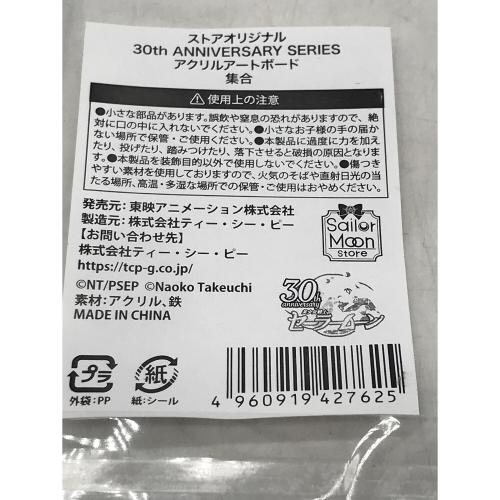 ストアオリジナル
30th ANNIVERSARY SERIES
アクリルアートボード
集合
使用上の注意
●小さな部品があります。誤飲や窒息の恐れがありますので、絶
対に口の中に入れないでください。●小さなお子様の手の届か
ない場所で保管・ご使用ください。●本製品に過度に力を加え
たり、投げたり、踏みつけたり、落下させると破損の原因となりま
す。●本製品を装飾目的以外で使用しないでください。●傷つき
やすい素材を使用しておりますので、火気のそばや直射日光の当
たる場所、高温・多湿な場所での保管・ご使用はおやめください。
発売元：東映アニメーション株式会社
製造元：株式会社ティー・シー・ピー
【お問い合わせ先】
株式会社ティー・シー・ピー
https://tcp-g.co.jp/
©NT/PSEP ©Naoko Takeuchi
素材：アクリル、鉄
MADE IN CHINA
Sailor
Moon
Store
30th
anniversary
セーラームーン
プラ
外袋：PP
紙
紙：シール
4 960919 427625